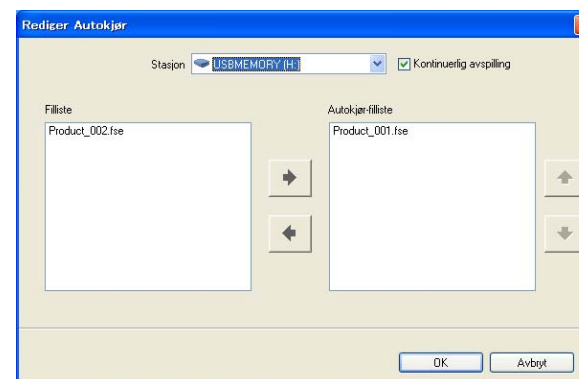 Rediger Autokjør
Stasjon USBMEMORY (H:) Kontinuerlig avspilling
Filliste Autokjør-filliste
Product_002.fse Product_001.fse
OK Avbryt